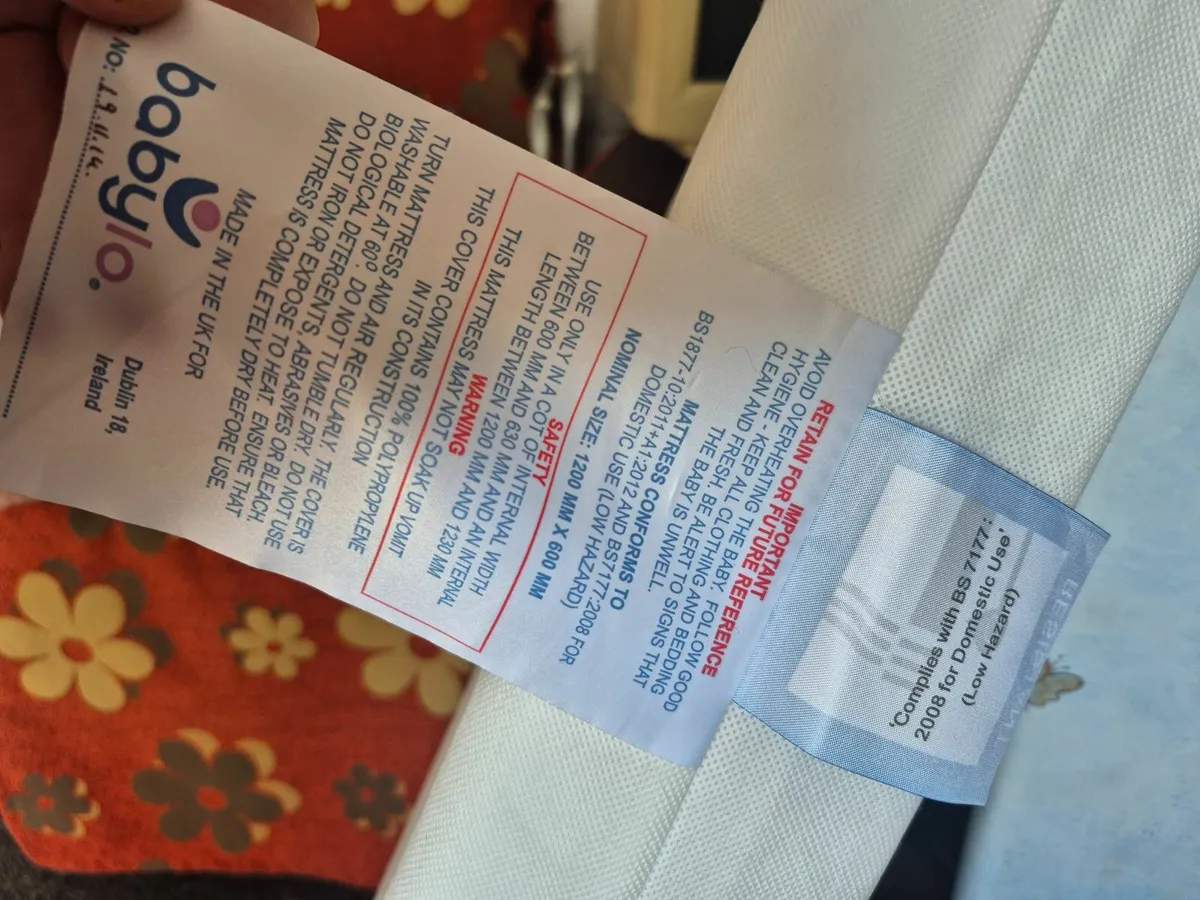 IMPORTANT
RETAIN FOR FUTURE REFERENCE
AVOID OVERHEATING THE BABY, FOLLOW GOOD
HYGIENE - KEEP ALL CLOTHING AND BEDDING
CLEAN AND FRESH. BE ALERT TO SIGNS THAT
THE BABY IS UNWELL.
MATTRESS CONFORMS TO
BS1877-10:2011+A1:2012 AND BS7177:2008 FOR
DOMESTIC USE (LOW HAZARD)
NOMINAL SIZE: 1200 MM X 600 MM
SAFETY
USE ONLY IN A COT OF INTERNAL WIDTH
BETWEEN 600 MM AND 630 MM AND AN INTERNAL
LENGTH BETWEEN 1200 MM AND 1230 MM
WARNING
THIS MATTRESS MAY NOT SOAK UP VOMIT
THIS COVER CONTAINS 100% POLYPROPYLENE
IN ITS CONSTRUCTION
TURN MATTRESS AND AIR REGULARLY. THE COVER IS
WASHABLE AT 60º. DO NOT TUMBLE DRY. DO NOT USE
BIOLOGICAL DETERGENTS, ABRASIVES OR BLEACH.
DO NOT IRON OR EXPOSE TO HEAT. ENSURE THAT
MATTRESS IS COMPLETELY DRY BEFORE USE.
MADE IN THE UK FOR
babylo®
Dublin 18,
Ireland
NO:
'Complies with BS 7177:
2008 for Domestic Use'
(Low Hazard)